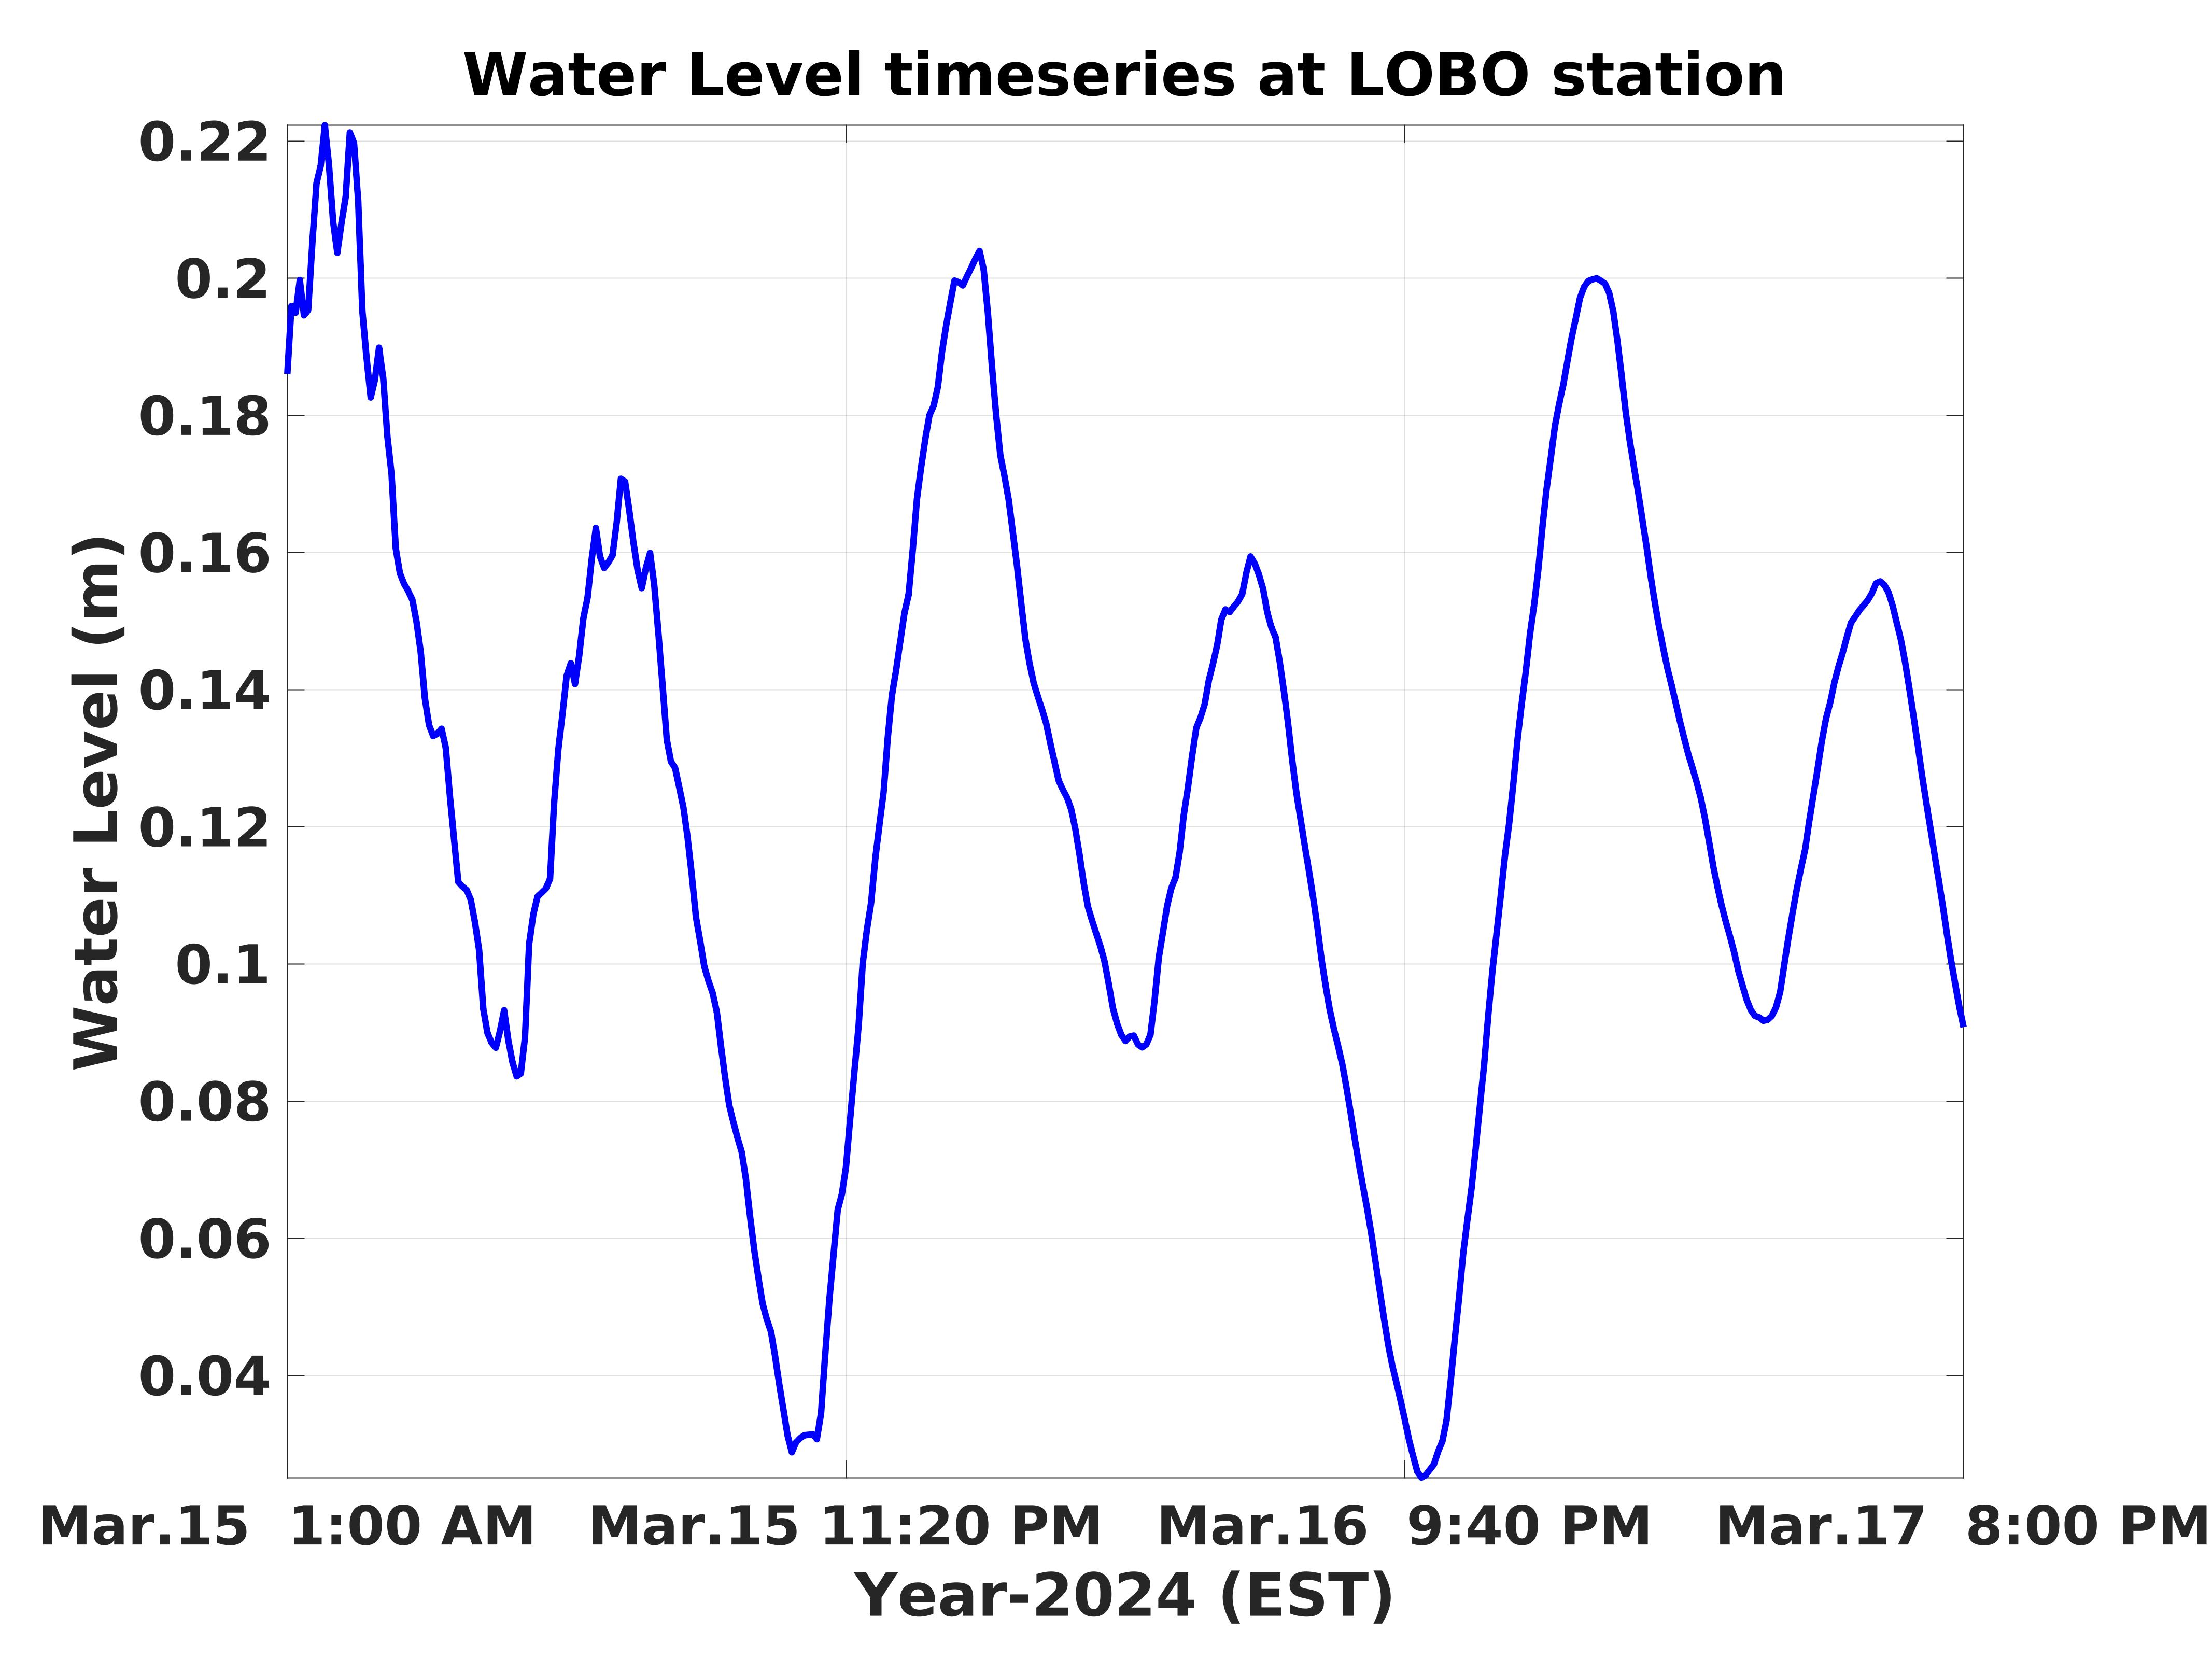 Water Level timeseries at LOBO station
0.22
0.2
0.18
0.16
0.14
0.12
0.1
0.08
0.06
0.04
Water Level (m)
Mar.15 1:00 AM Mar.15 11:20 PM Mar.16 9:40 PM Mar.17 8:00 PM
Year-2024 (EST)